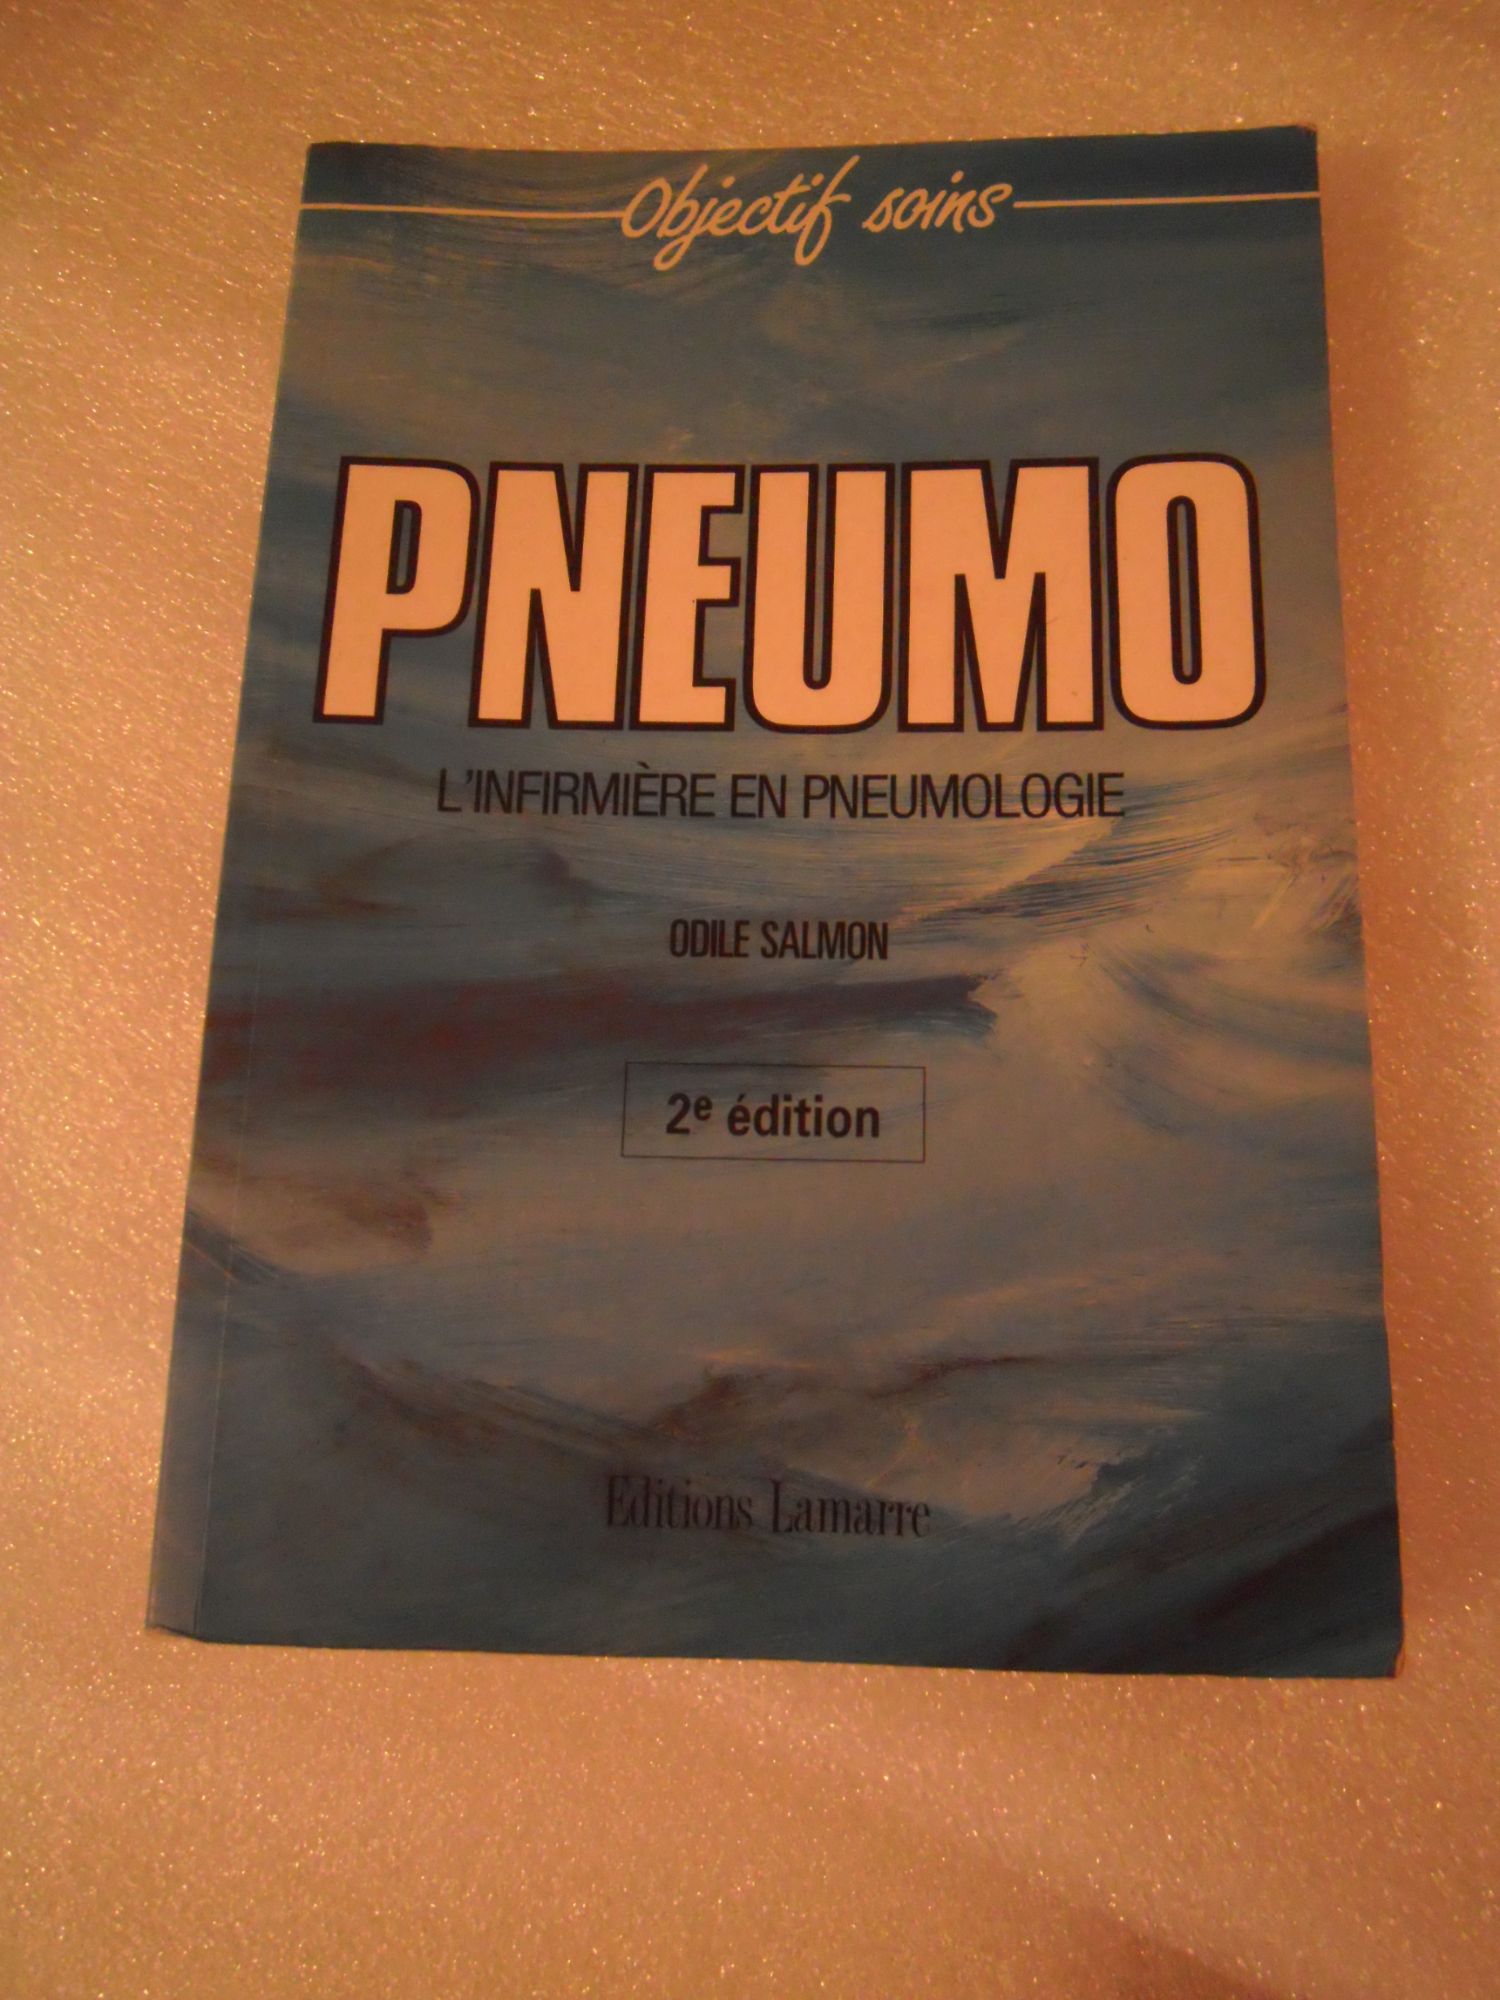 Objectif soins
PNEUMO
L'INFIRMIÈRE EN PNEUMOLOGIE
ODILE SALMON
2e édition
Editions Lamarre